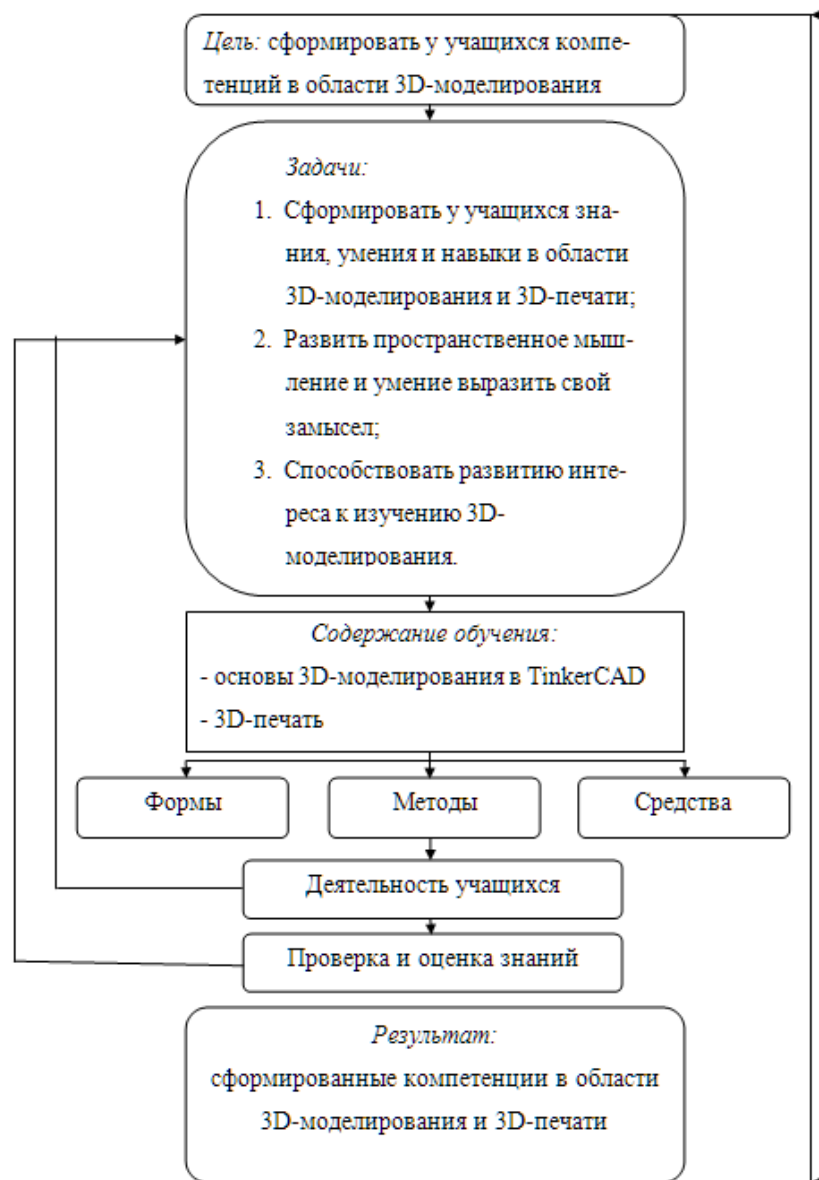 Цель: сформировать у учащихся компе-
тенций в области 3D-моделирования
Задачи:
1. Сформировать у учащихся зна-
ния, умения и навыки в области
3D-моделирования и 3D-печати;
2. Развить пространственное мыш-
ление и умение выразить свой
замысел;
3. Способствовать развитию инте-
реса к изучению 3D-
моделирования.
Содержание обучения:
- основы 3D-моделирования в TinkerCAD
- 3D-печать
Формы
Методы
Средства
Деятельность учащихся
Проверка и оценка знаний
Результат:
сформированные компетенции в области
3D-моделирования и 3D-печати